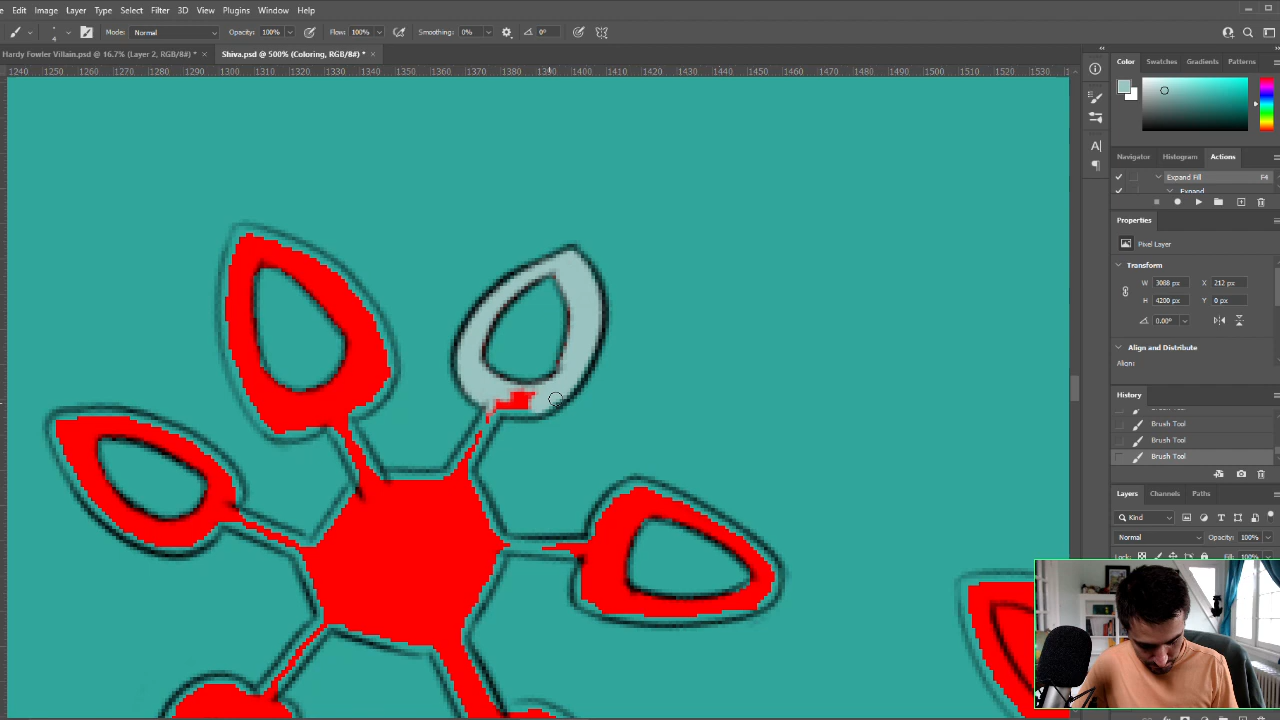 Edit Image Layer Type Select Filter 3D View Plugins Window Help
Mode: Normal Opacity: 100% Flow: 100% Smoothing: 0% 0°
Hardy Fowler Villain.psd @ 16.7% (Layer 2, RGB/8#) * × Shiva.psd @ 500% (Coloring, RGB/8#) * ×
1240 1250 1260 1270 1280 1290 1300 1310 1320 1330 1340 1350 1360 1370 1380 1390 1400 1410 1420 1430 1440 1450 1460 1470 1480 1490 1500 1510 1520 1530
Color Swatches Gradients Patterns
Navigator Histogram Actions
Expand Fill F4
Expand
Properties
Pixel Layer
Transform
W 3088 px X 212 px
H 4200 px Y 0 px
0.00°
Align and Distribute
Align:
History
Brush Tool
Brush Tool
Brush Tool
Layers Channels Paths
Kind
Normal Opacity: 100%
Lock: Fill: 100%